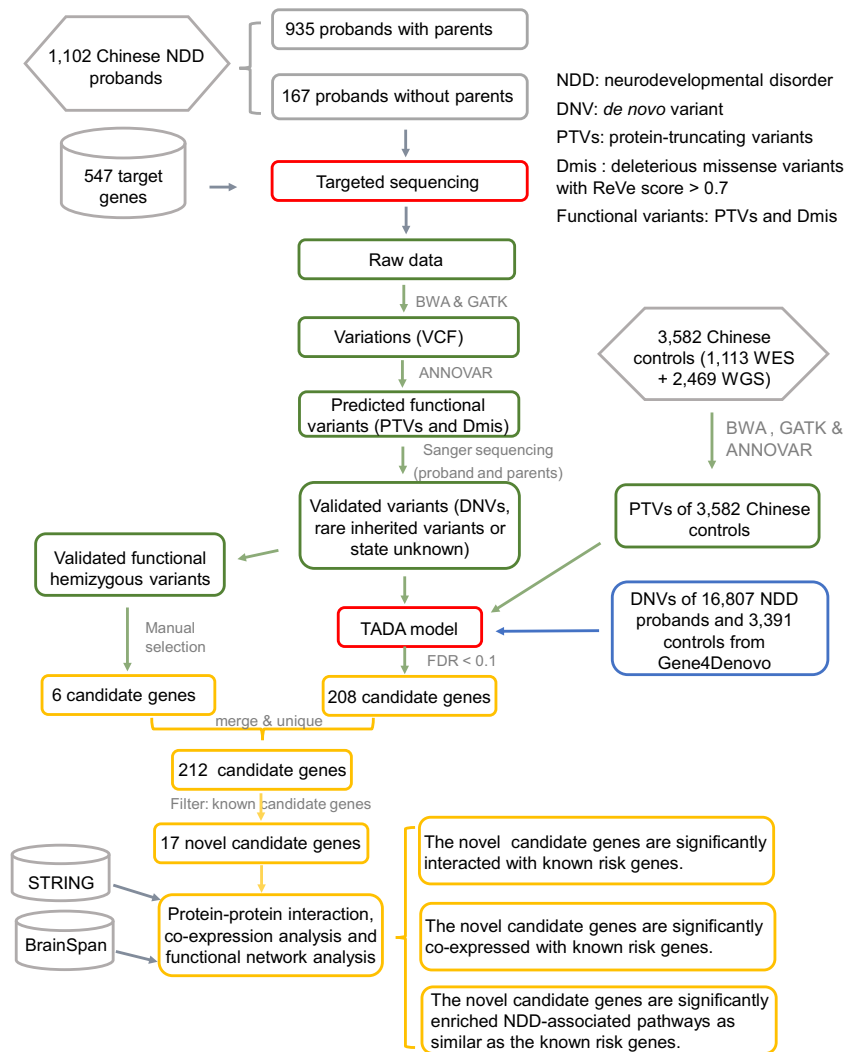 1,102 Chinese NDD
probands
935 probands with parents
167 probands without parents
NDD: neurodevelopmental disorder
DNV: de novo variant
PTVs: protein-truncating variants
Dmis : deleterious missense variants
with ReVe score > 0.7
Functional variants: PTVs and Dmis
547 target
genes
Targeted sequencing
Raw data
BWA & GATK
Variations (VCF)
ANNOVAR
Predicted functional
variants (PTVs and Dmis)
Sanger sequencing
(proband and parents)
3,582 Chinese
controls (1,113 WES
+ 2,469 WGS)
BWA , GATK &
ANNOVAR
Validated variants (DNVs,
rare inherited variants or
state unknown)
PTVs of 3,582 Chinese
controls
Validated functional
hemizygous variants
DNVs of 16,807 NDD
probands and 3,391
controls from
Gene4Denovo
TADA model
Manual
selection
FDR < 0.1
6 candidate genes
208 candidate genes
merge & unique
212 candidate genes
Filter: known candidate genes
17 novel candidate genes
STRING
BrainSpan
Protein-protein interaction,
co-expression analysis and
functional network analysis
The novel candidate genes are significantly
interacted with known risk genes.
The novel candidate genes are significantly
co-expressed with known risk genes.
The novel candidate genes are significantly
enriched NDD-associated pathways as
similar as the known risk genes.